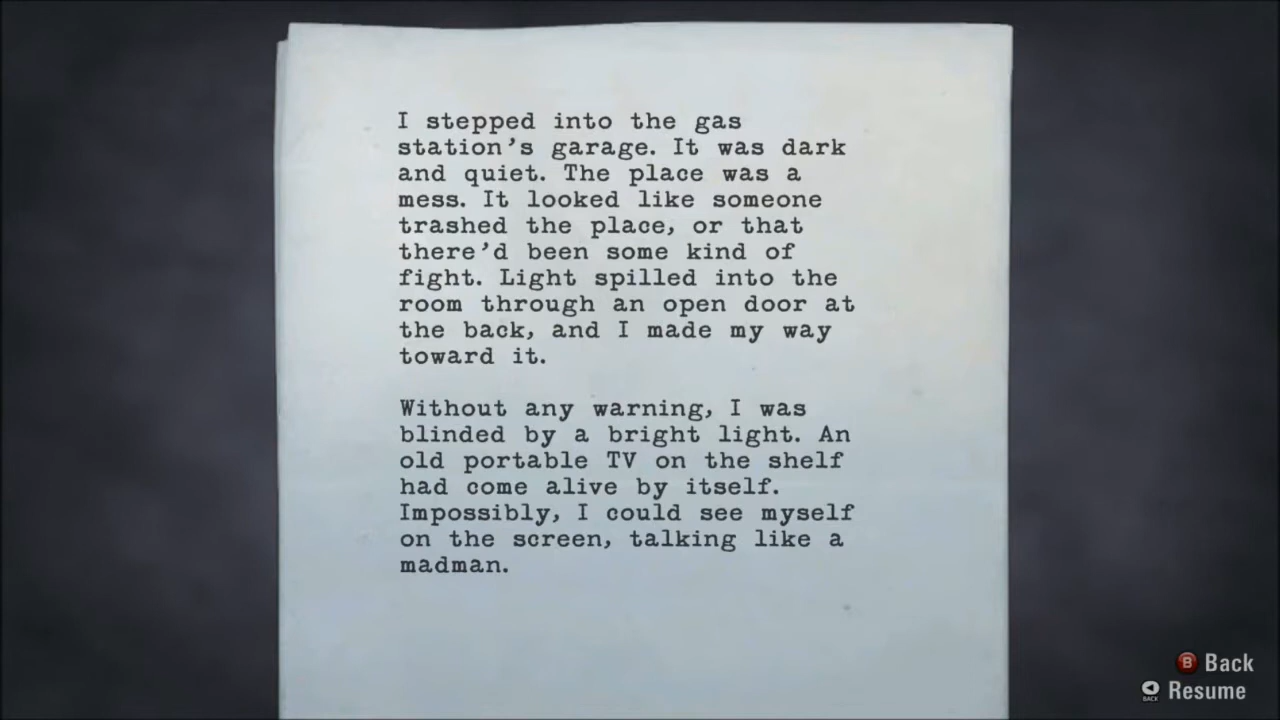 I stepped into the gas
station's garage. It was dark
and quiet. The place was a
mess. It looked like someone
trashed the place, or that
there'd been some kind of
fight. Light spilled into the
room through an open door at
the back, and I made my way
toward it.
Without any warning, I was
blinded by a bright light. An
old portable TV on the shelf
had come alive by itself.
Impossibly, I could see myself
on the screen, talking like a
madman.
B Back
BACK Resume